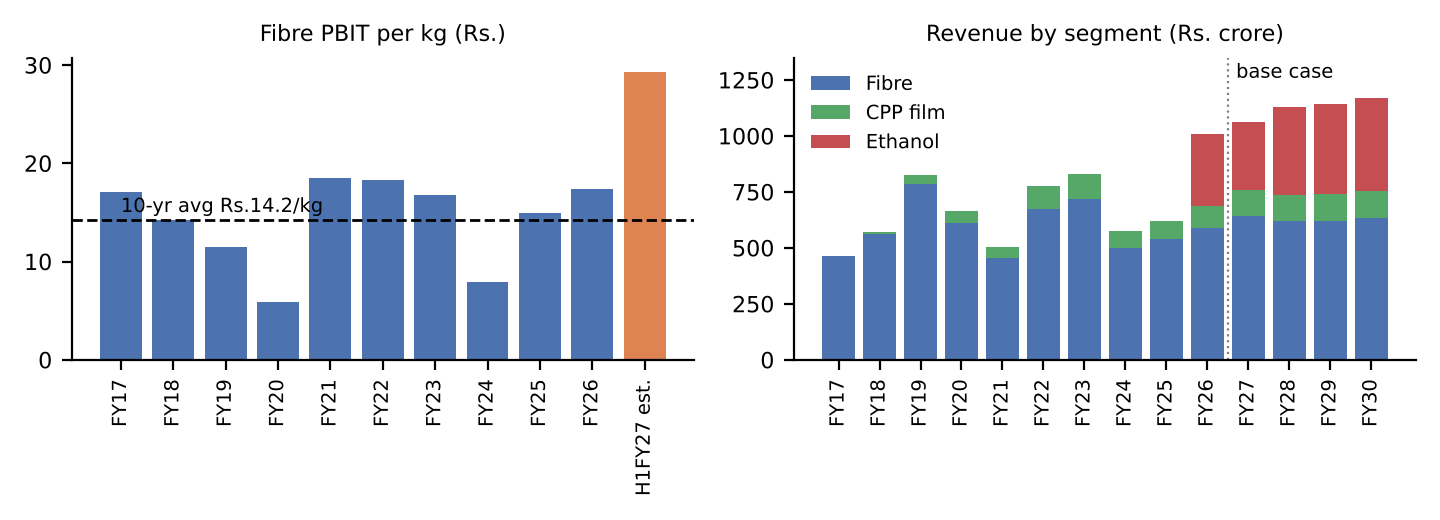 Fibre PBIT per kg (Rs.)
30
20
10
0
10-yr avg Rs.14.2/kg
FY17
FY18
FY19
FY20
FY21
FY22
FY23
FY24
FY25
FY26
H1FY27 est.
Revenue by segment (Rs. crore)
1250
1000
750
500
250
0
Fibre
CPP film
Ethanol
base case
FY17
FY18
FY19
FY20
FY21
FY22
FY23
FY24
FY25
FY26
FY27
FY28
FY29
FY30